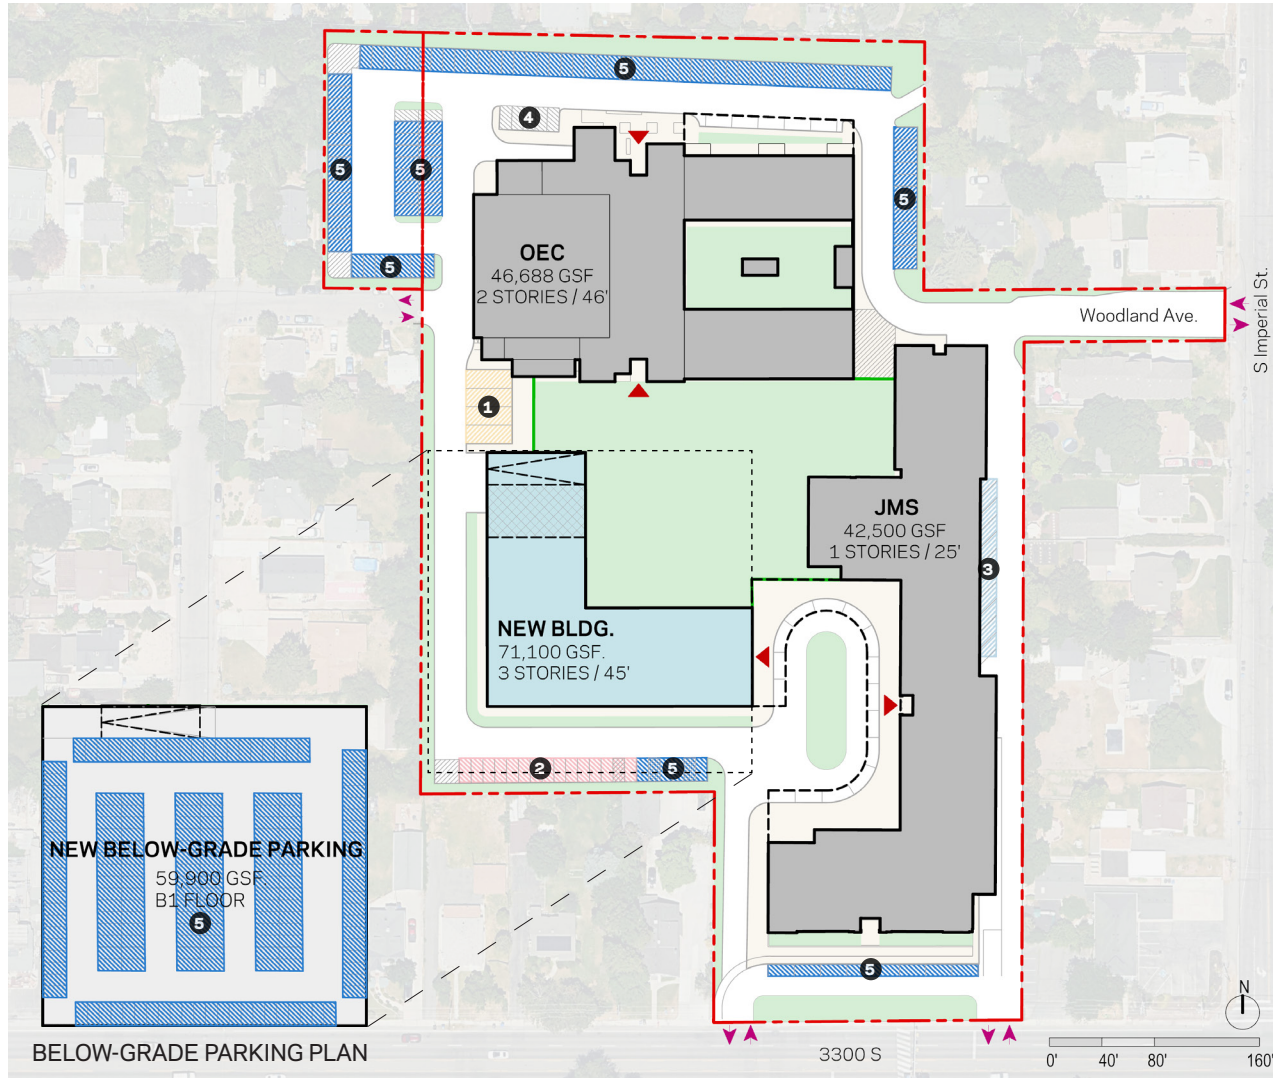 5
4
5
5
5
5
OEC
46,688 GSF
2 STORIES / 46'
5
Woodland Ave.
S Imperial St.
1
JMS
42,500 GSF
1 STORIES / 25'
3
NEW BLDG.
71,100 GSF.
3 STORIES / 45'
2
5
NEW BELOW-GRADE PARKING
59,900 GSF.
B1 FLOOR
5
5
BELOW-GRADE PARKING PLAN
3300 S
N
0' 40' 80' 160'